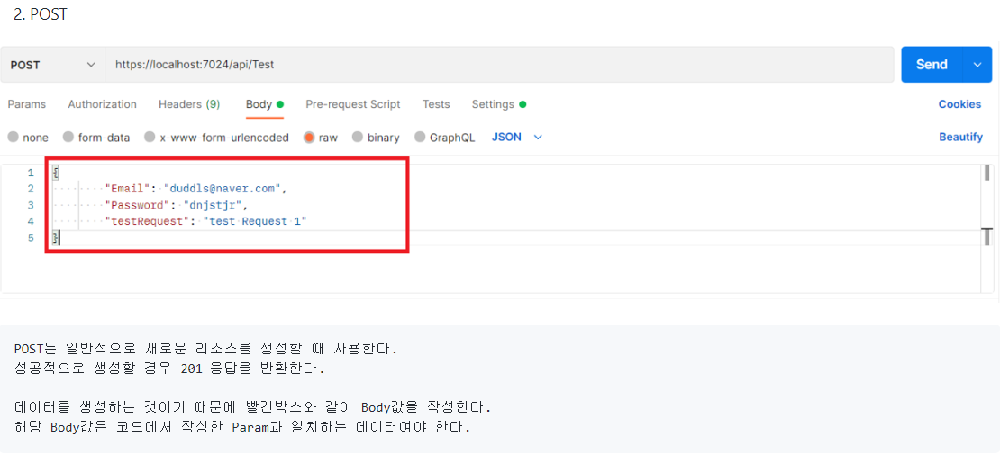 2. POST
POST https://localhost:7024/api/Test Send
Params Authorization Headers (9) Body Pre-request Script Tests Settings Cookies
none form-data x-www-form-urlencoded raw binary GraphQL JSON Beautify
1 {
2 "Email": "duddls@naver.com",
3 "Password": "dnjstjr",
4 "testRequest": "test Request 1"
5 }
POST는 일반적으로 새로운 리소스를 생성할 때 사용한다.
성공적으로 생성할 경우 201 응답을 반환한다.
데이터를 생성하는 것이기 때문에 빨간박스와 같이 Body값을 작성한다.
해당 Body값은 코드에서 작성한 Param과 일치하는 데이터여야 한다.